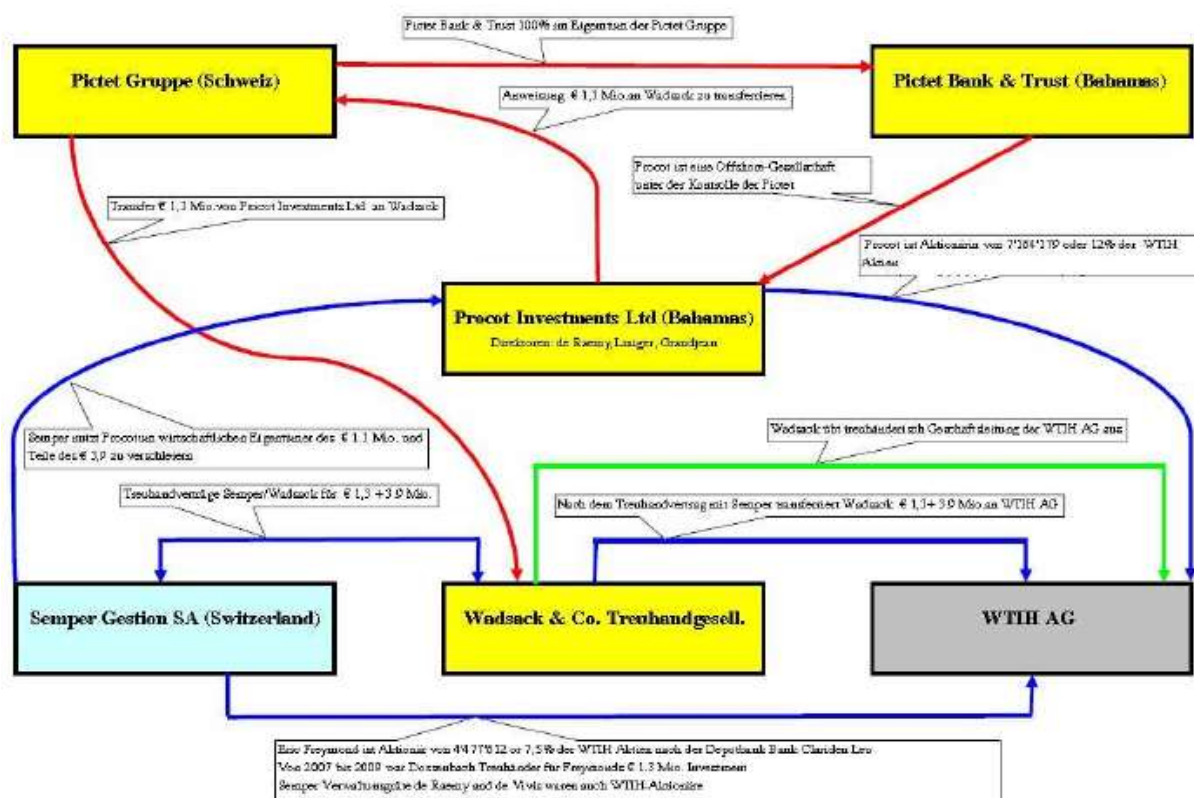 Pictet Bank & Trust 100% im Eigentum der Pictet Gruppe
Pictet Gruppe (Schweiz)
Pictet Bank & Trust (Bahamas)
Anweisung € 1,3 Mio.an Wadsack zu transferieren
Procot ist eine Offshore-Gesellschaft
unter der Kontrolle der Pictet
Transfer € 1,3 Mio.von Procot Investments Ltd an Wadsack
Procot ist Aktionärin von 7'164'179 oder 12% der WTIH
Aktien
Procot Investments Ltd (Bahamas)
Direktoren: de Raemy, Liniger, Grandjean
Semper nutzt Procot um wirtschaftlichen Eigentümer des € 1.1 Mio. und
Teile des € 3,9 zu verschleiern
Wadsack übt treuhänderisch Geschäftsleitung der WTIH AG aus
Treuhandverträge Semper/Wadsack für € 1,3 + 3.9 Mio.
Nach dem Treuhandvertrag mit Semper transferiert Wadsack € 1,3+ 3,9 Mio.an WTIH AG
Semper Gestion SA (Switzerland)
Wadsack & Co. Treuhandgesell.
WTIH AG
Eric Freymond ist Aktionär von 4'477'612 or 7,5% der WTIH Aktien nach der Depotbank Bank Clariden Leu
Von 2007 bis 2009 war Treuhänder für Freymonds € 1.3 Mio. Investment
Semper Verwaltungsräte de Raemy and de Vivis waren auch WTIH-Aktionäre